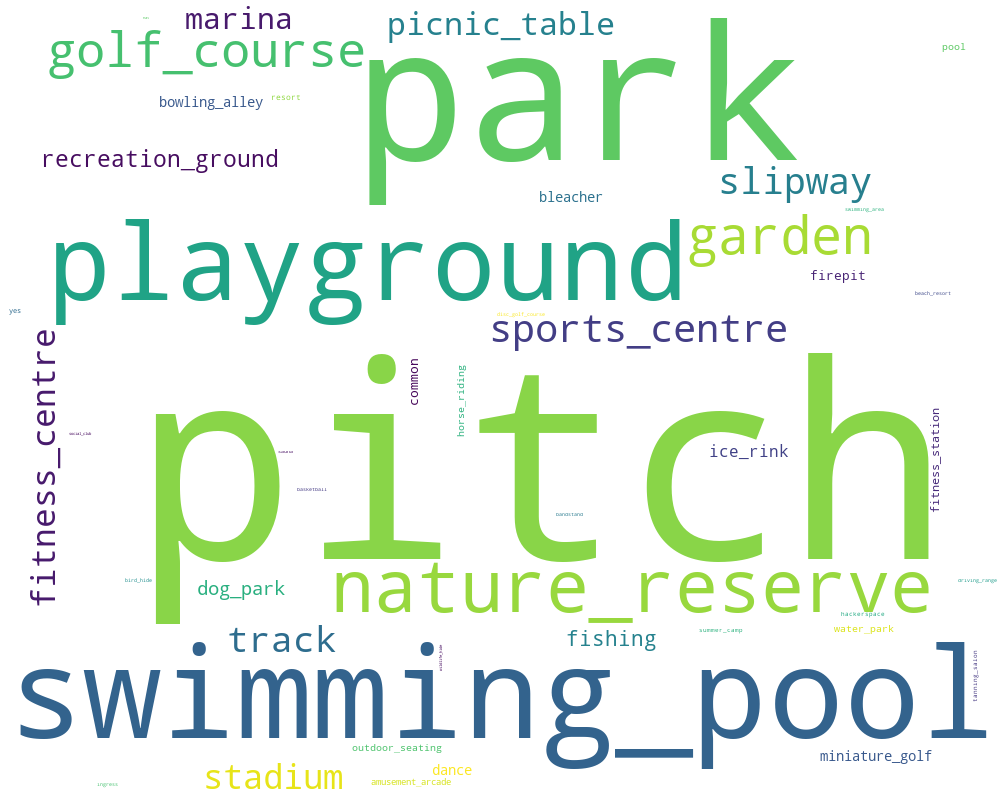 marina
picnic_table
golf_course
park
pool
bowling_alley
resort
recreation_ground
slipway
bleacher
swimming_area
playground
garden
firepit
beach_resort
yes
disc_golf_course
sports_centre
fitness_centre
pitch
common
horse_riding
fitness_station
social_club
ice_rink
basketball
bandstand
nature_reserve
dog_park
bird_hide
driving_range
hackerspace
track
fishing
summer_camp
water_park
wildlife_hide
tanning_salon
swimming_pool
outdoor_seating
miniature_golf
stadium
dance
amusement_arcade
ingress